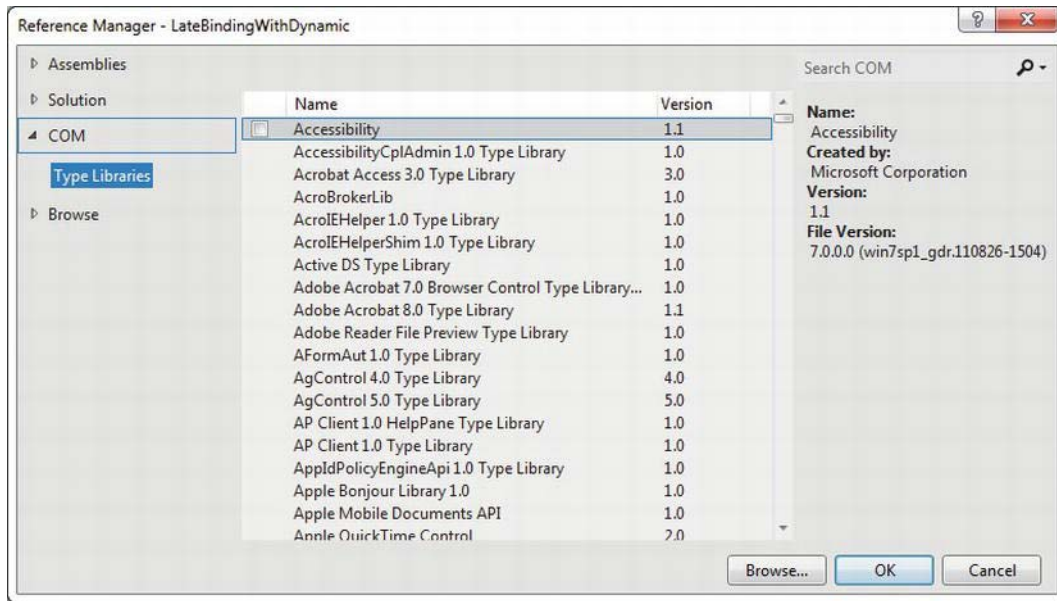 Reference Manager - LateBindingWithDynamic
Assemblies
Solution
COM
Type Libraries
Browse
Name Version
Accessibility 1.1
AccessibilityCplAdmin 1.0 Type Library 1.0
Acrobat Access 3.0 Type Library 3.0
AcroBrokerLib 1.0
AcroIEHelper 1.0 Type Library 1.0
AcroIEHelperShim 1.0 Type Library 1.0
Active DS Type Library 1.0
Adobe Acrobat 7.0 Browser Control Type Library... 1.0
Adobe Acrobat 8.0 Type Library 1.1
Adobe Reader File Preview Type Library 1.0
AFormAut 1.0 Type Library 1.0
AgControl 4.0 Type Library 4.0
AgControl 5.0 Type Library 5.0
AP Client 1.0 HelpPane Type Library 1.0
AP Client 1.0 Type Library 1.0
AppIdPolicyEngineApi 1.0 Type Library 1.0
Apple Bonjour Library 1.0 1.0
Apple Mobile Documents API 1.0
Apple QuickTime Control 2.0
Search COM
Name:
Accessibility
Created by:
Microsoft Corporation
Version:
1.1
File Version:
7.0.0.0 (win7sp1_gdr.110826-1504)
Browse... OK Cancel